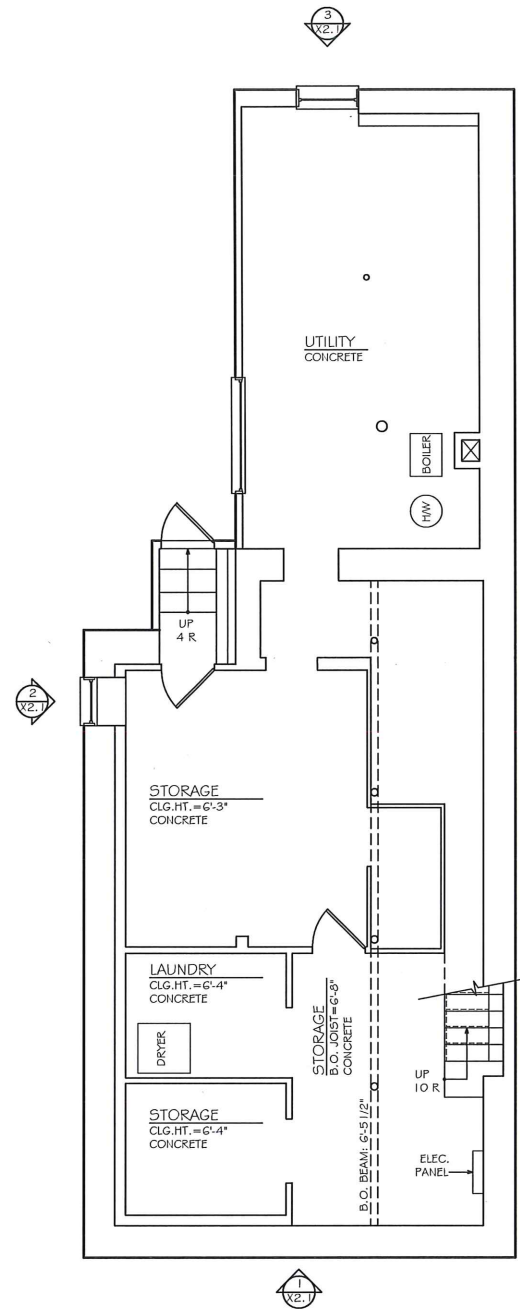 3
X2.1
UTILITY
CONCRETE
BOILER
H/W
UP
4 R
2
X2.1
STORAGE
CLG.HT.=6'-3"
CONCRETE
LAUNDRY
CLG.HT.=6'-4"
CONCRETE
DRYER
STORAGE
B.O. JOIST=6'-8"
CONCRETE
UP
10 R
STORAGE
CLG.HT.=6'-4"
CONCRETE
B.O. BEAM: 6'-5 1/2"
ELEC.
PANEL
1
X2.1